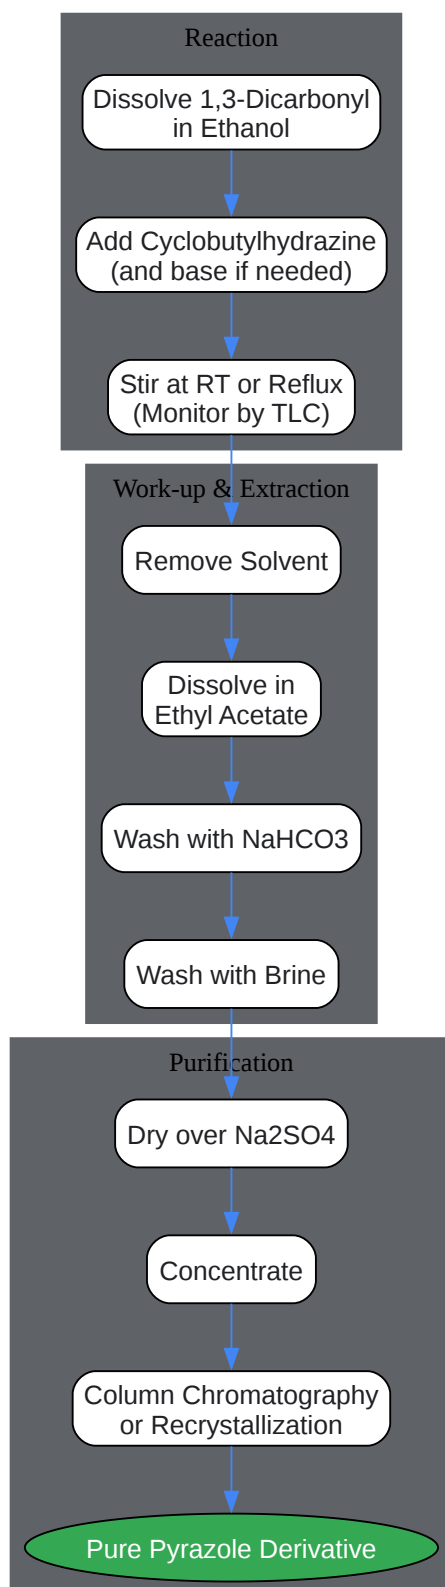 Reaction
Dissolve 1,3-Dicarbonyl
in Ethanol
Add Cyclobutylhydrazine
(and base if needed)
Stir at RT or Reflux
(Monitor by TLC)
Work-up & Extraction
Remove Solvent
Dissolve in
Ethyl Acetate
Wash with NaHCO3
Wash with Brine
Purification
Dry over Na2SO4
Concentrate
Column Chromatography
or Recrystallization
Pure Pyrazole Derivative